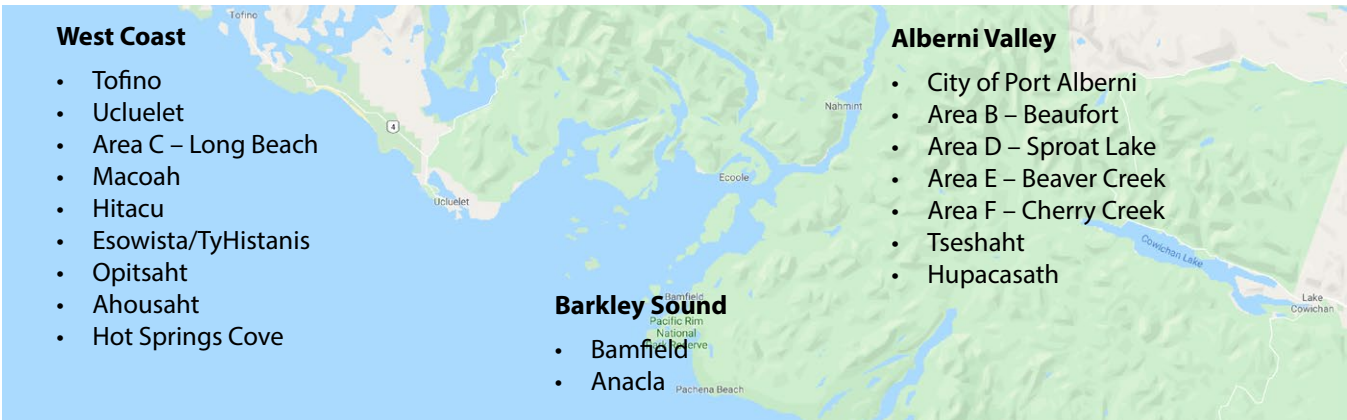 West Coast
• Tofino
• Ucluelet
• Area C – Long Beach
• Macoah
• Hitacu
• Esowista/TyHistanis
• Opitsaht
• Ahousaht
• Hot Springs Cove
Barkley Sound
• Bamfield
• Anacla
Alberni Valley
• City of Port Alberni
• Area B – Beaufort
• Area D – Sproat Lake
• Area E – Beaver Creek
• Area F – Cherry Creek
• Tseshaht
• Hupacasath
Tofino
4
Ucluelet
Nahmint
Ecoole
Bamfield
Pacific Rim
National
Park Reserve
Pachena Beach
Cowichan Lake
Lake
Cowichan